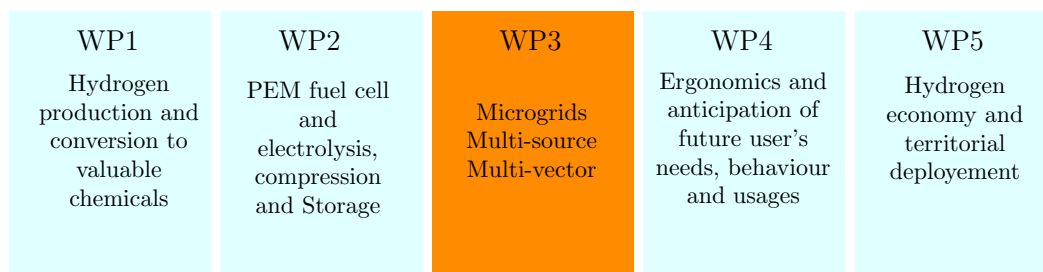 WP1
Hydrogen
production and
conversion to
valuable
chemicals
WP2
PEM fuel cell
and
electrolysis,
compression
and Storage
WP3
Microgrids
Multi-source
Multi-vector
WP4
Ergonomics and
anticipation of
future user's
needs, behaviour
and usages
WP5
Hydrogen
economy and
territorial
deployement